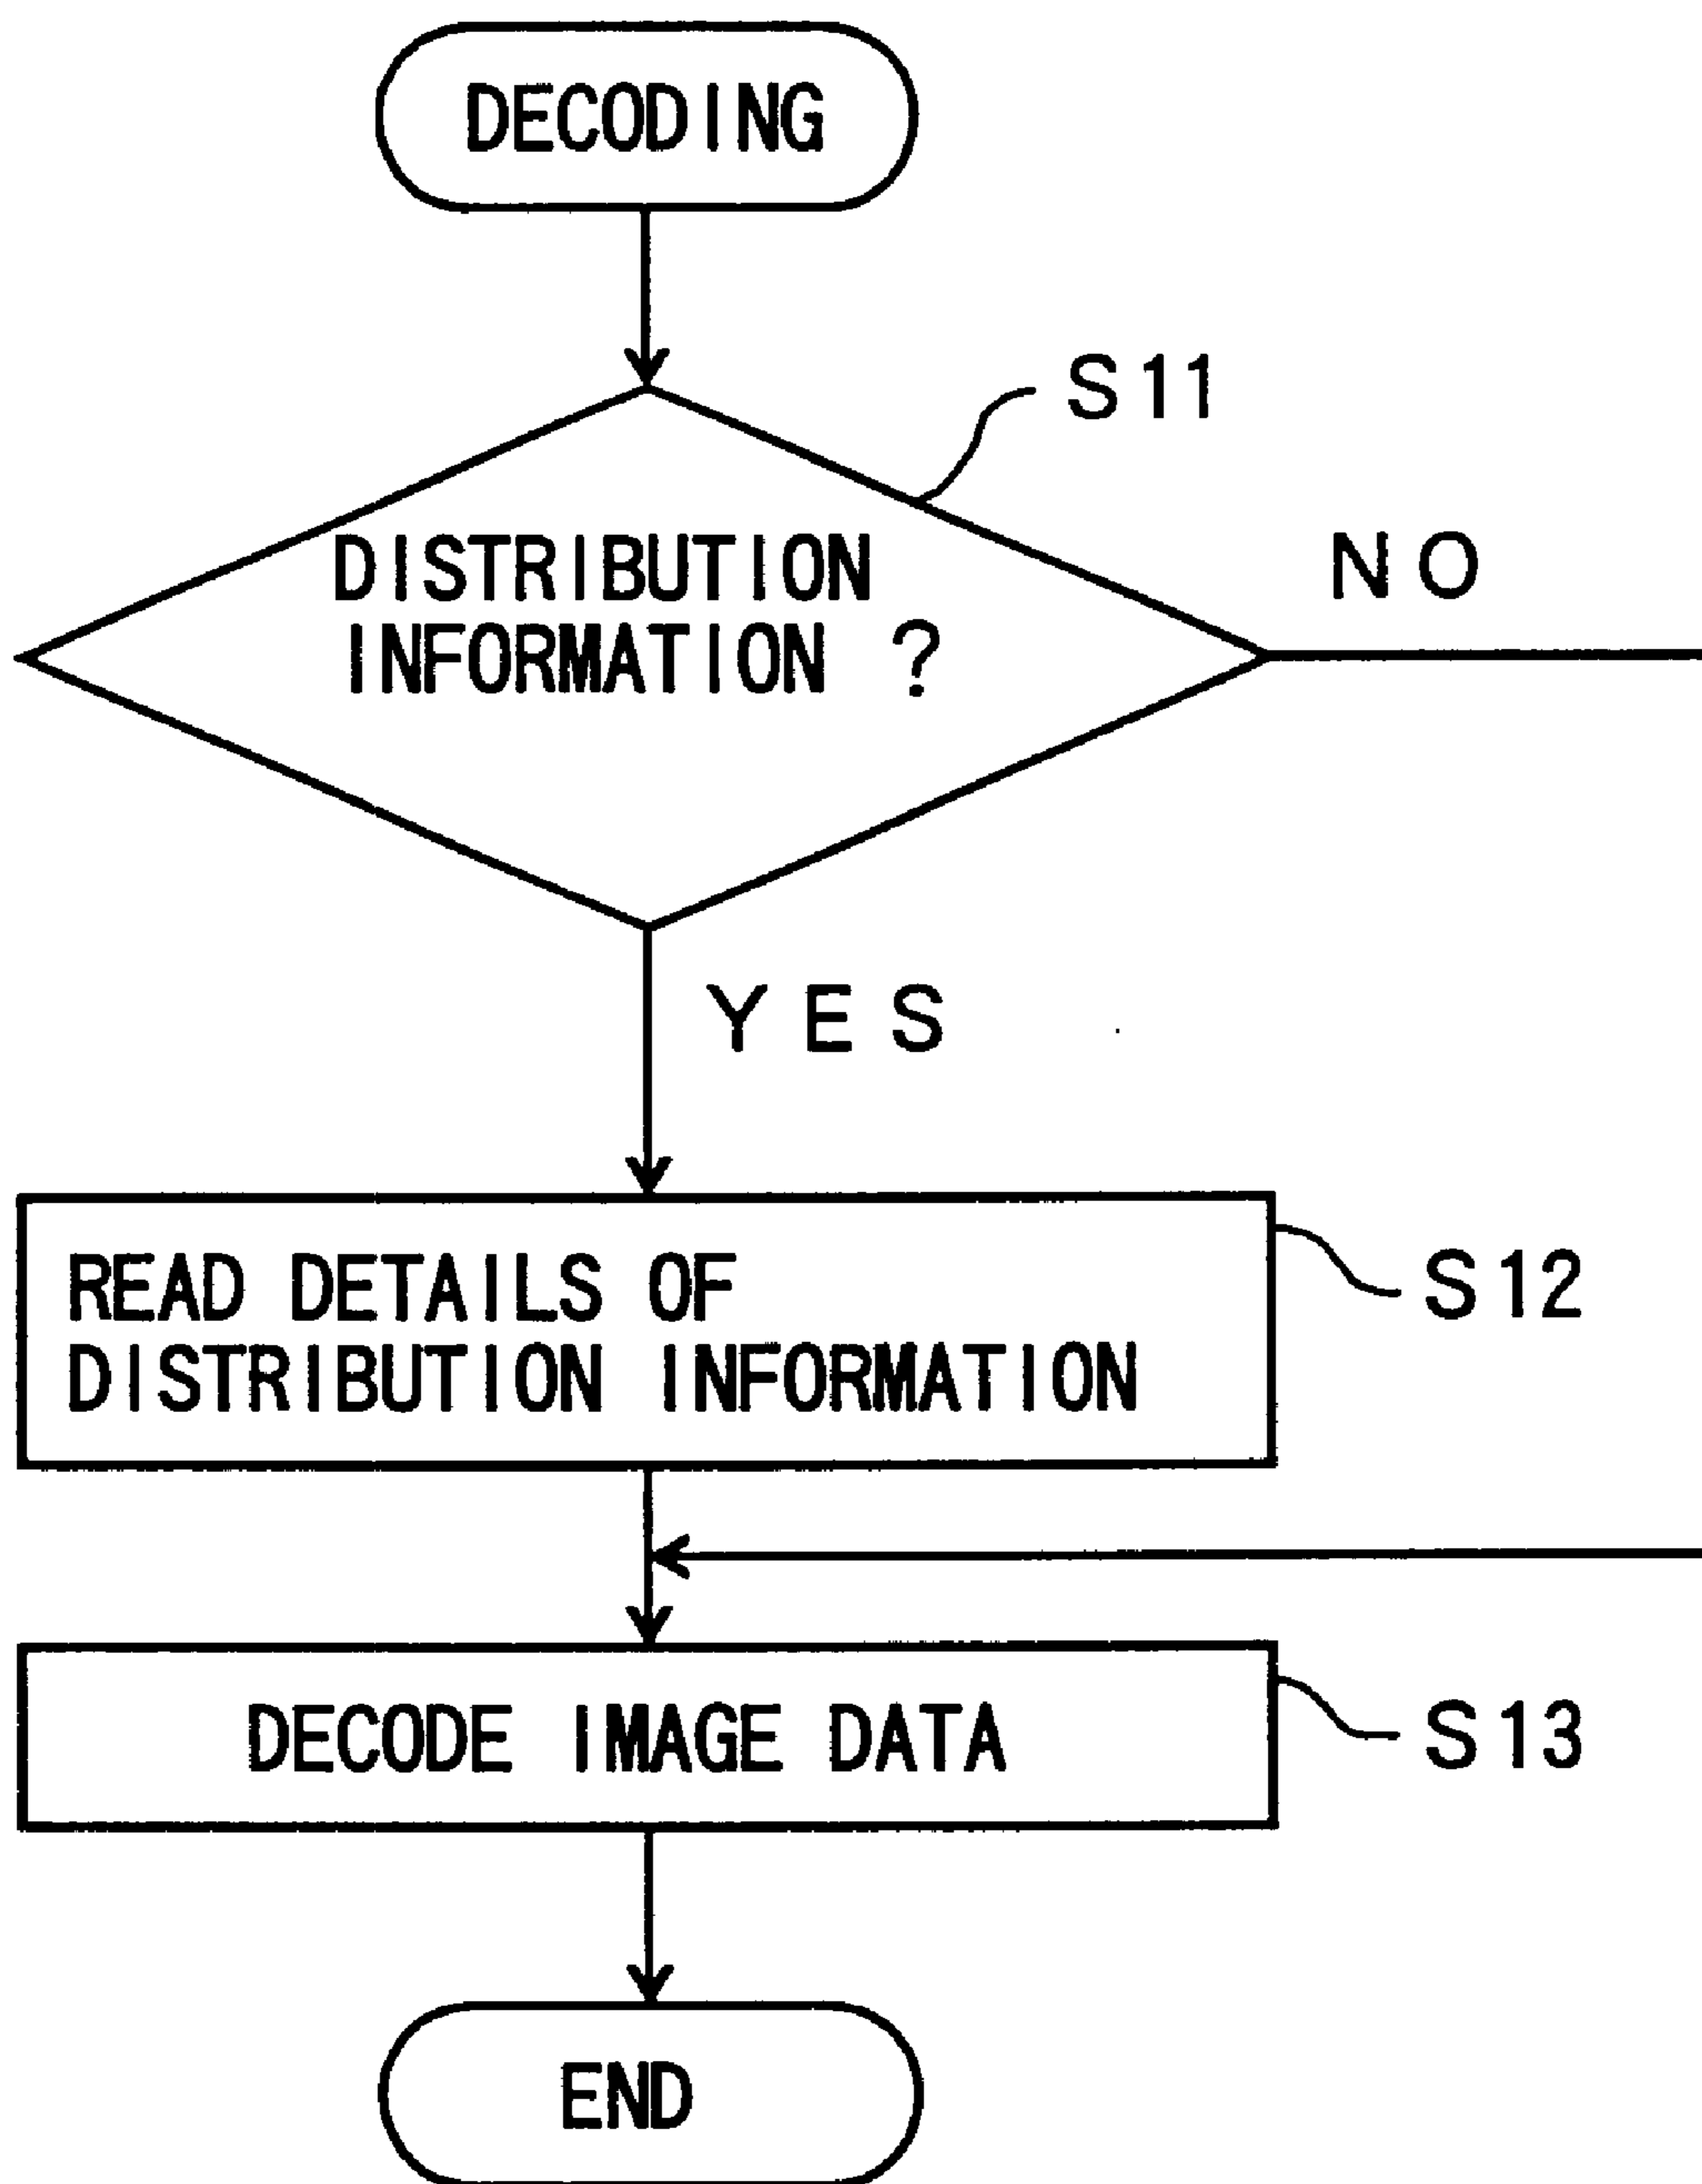 DECODING
S11
DISTRIBUTION
INFORMATION ?
NO
YES
READ DETAILS OF
DISTRIBUTION INFORMATION
S12
DECODE IMAGE DATA
S13
END